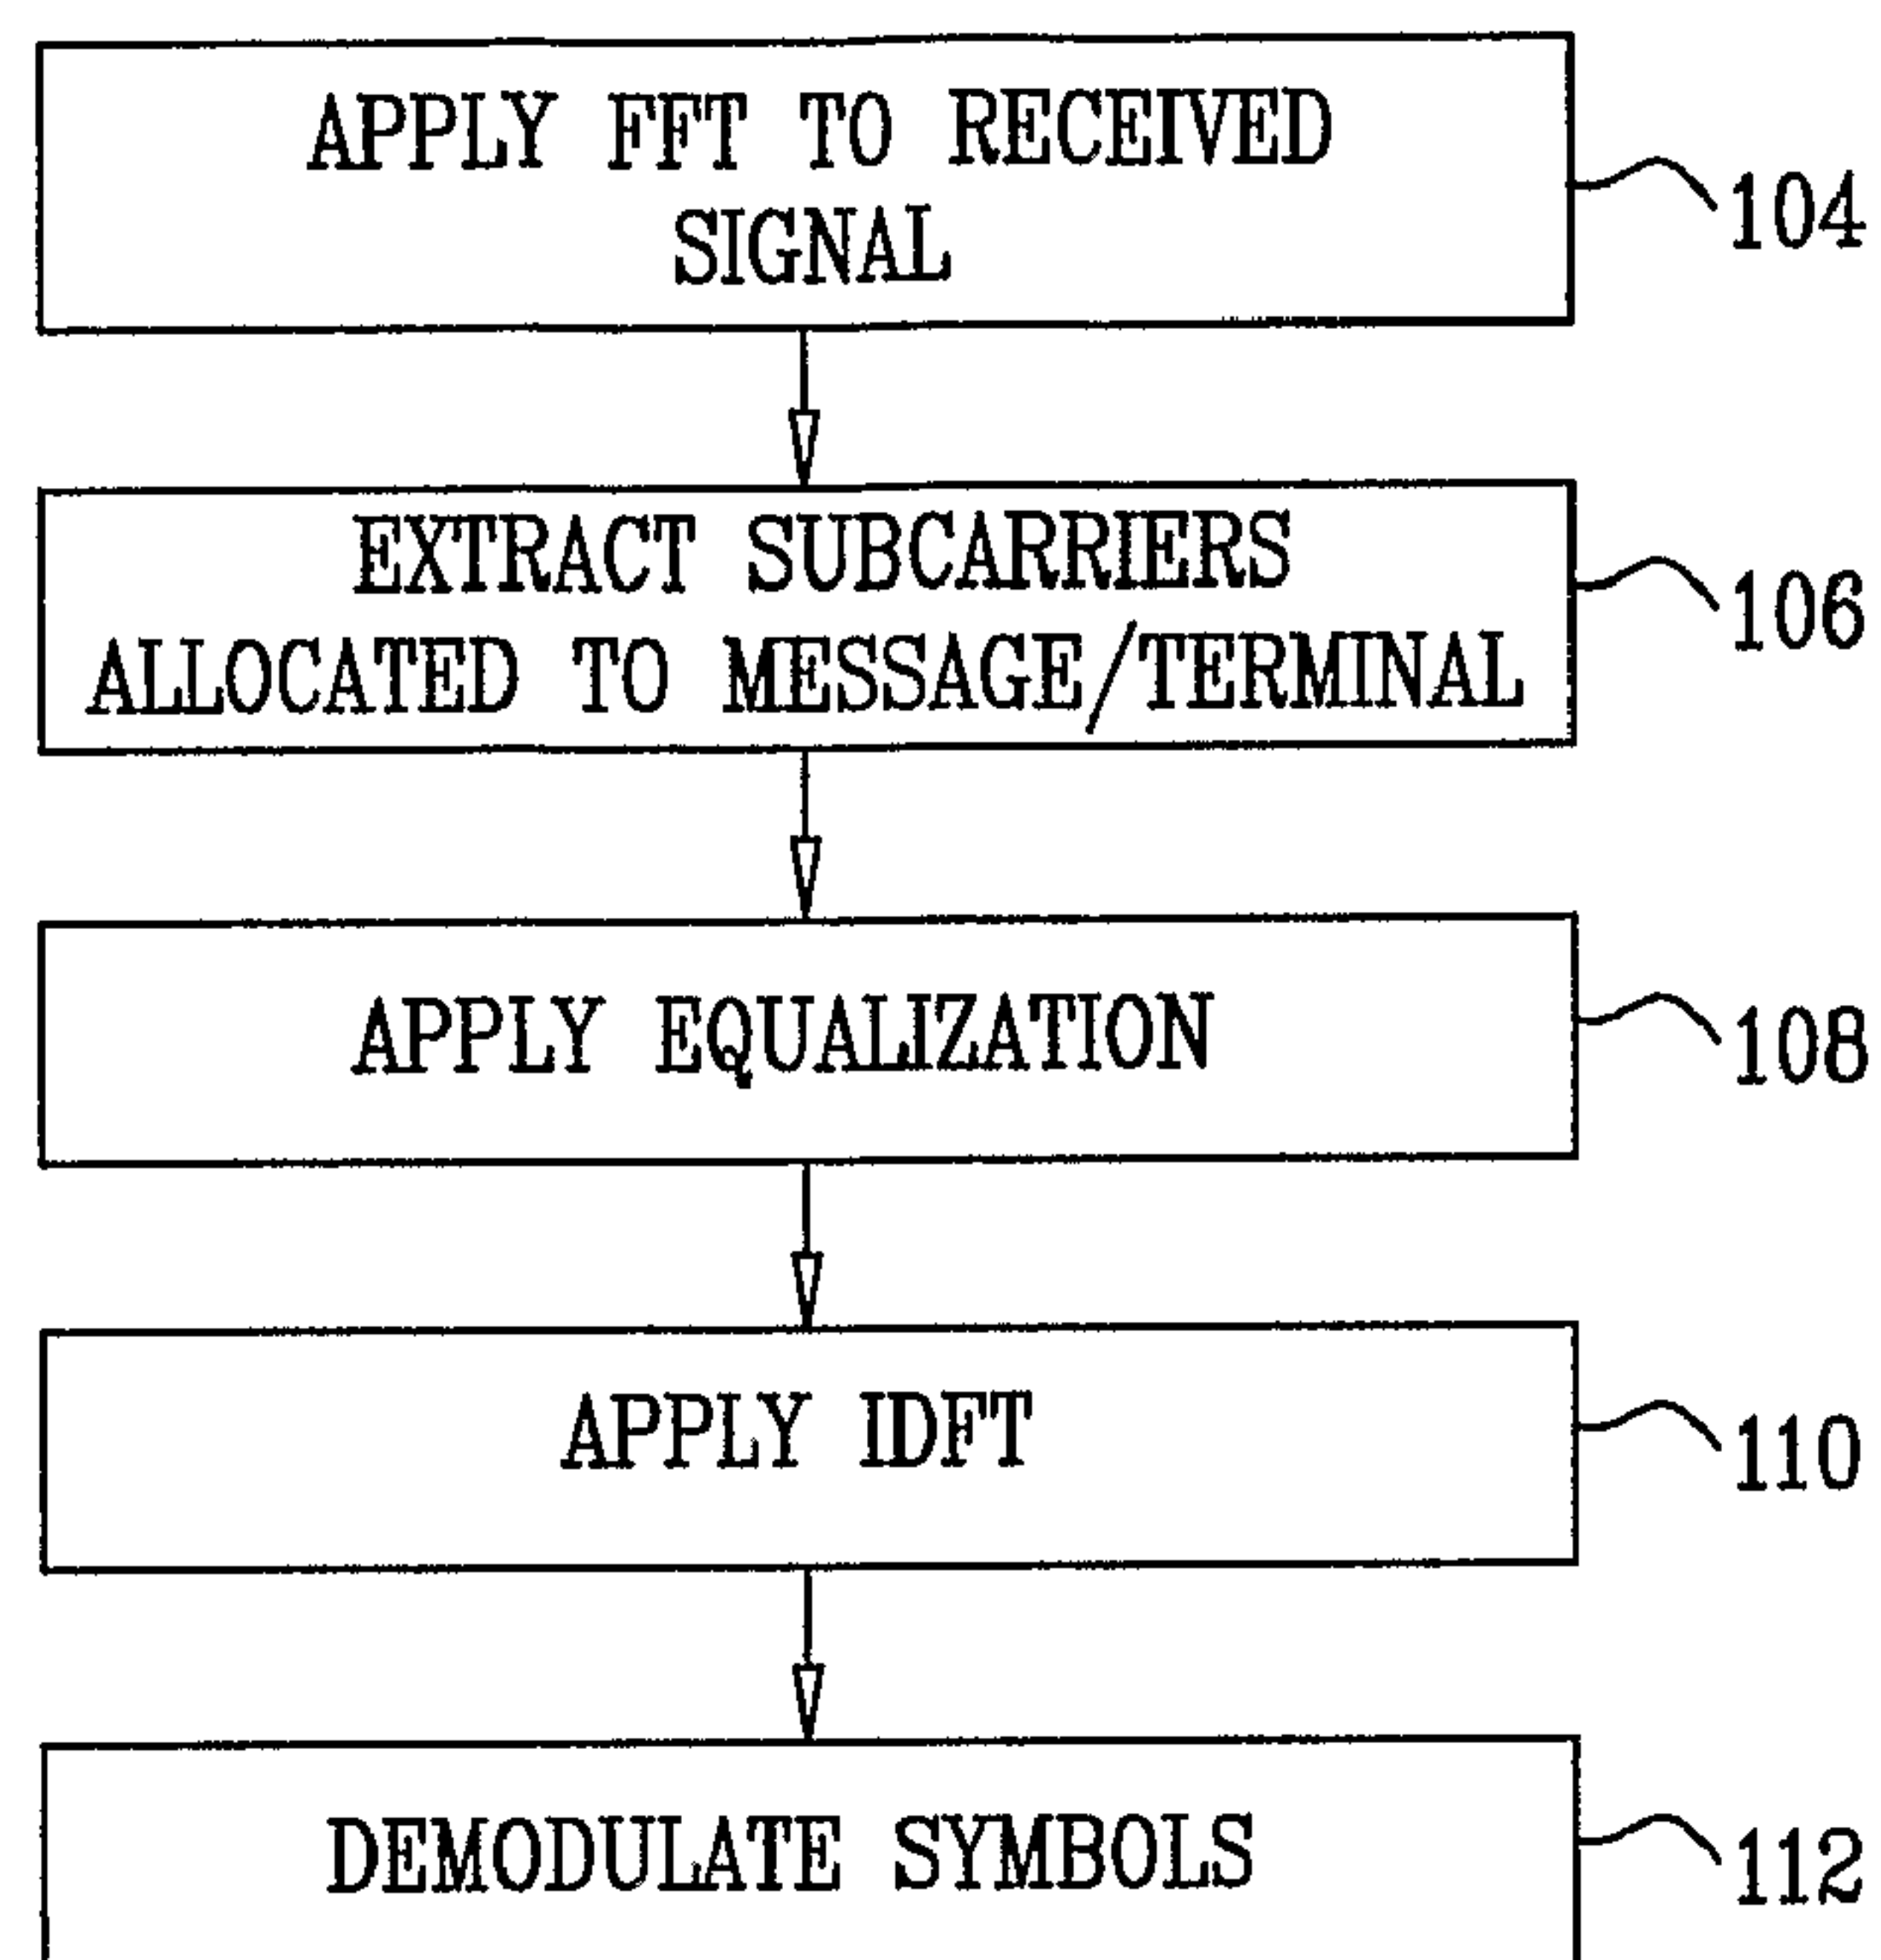 APPLY FFT TO RECEIVED
SIGNAL
104
EXTRACT SUBCARRIERS
ALLOCATED TO MESSAGE/TERMINAL
106
APPLY EQUALIZATION
108
APPLY IDFT
110
DEMODULATE SYMBOLS
112